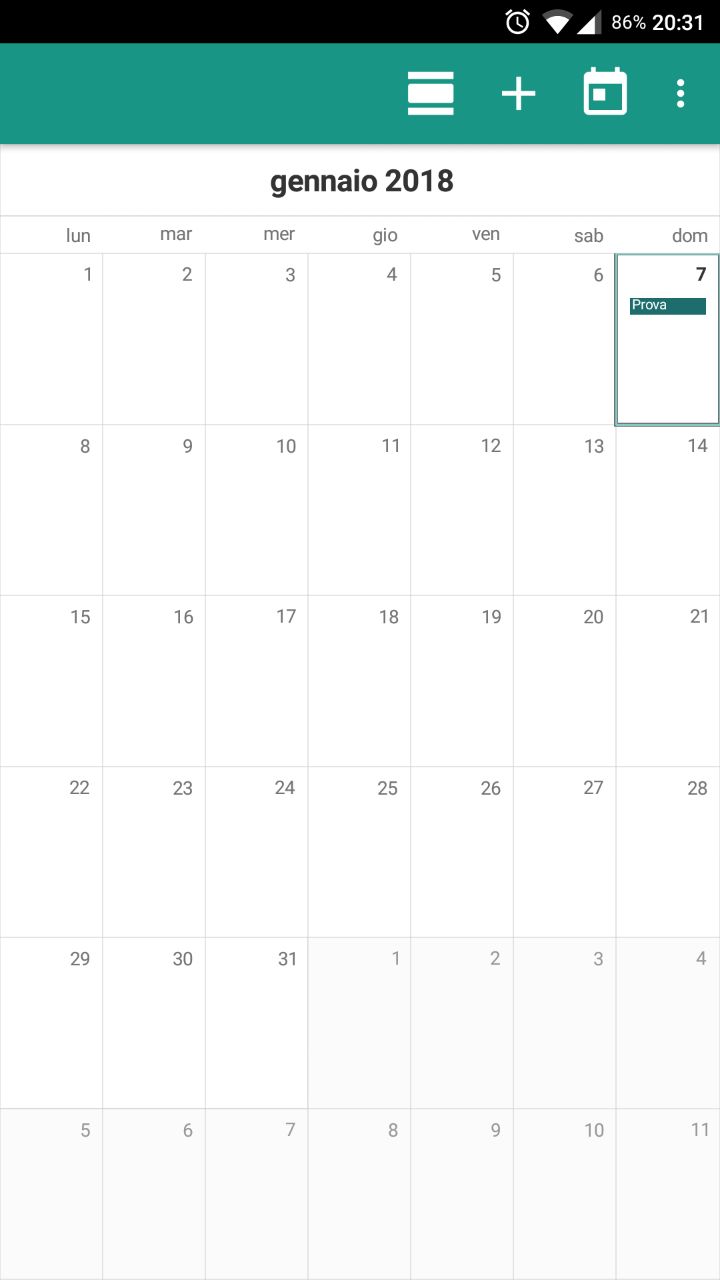 86% 20:31
gennaio 2018
lun mar mer gio ven sab dom
1 2 3 4 5 6 7
Prova
8 9 10 11 12 13 14
15 16 17 18 19 20 21
22 23 24 25 26 27 28
29 30 31 1 2 3 4
5 6 7 8 9 10 11